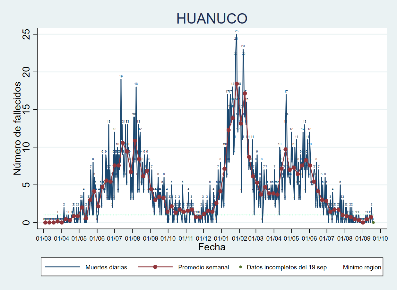 HUANUCO
Número de fallecidos
25
20
15
10
5
0
01/03 01/04 01/05 01/06 01/07 01/08 01/09 01/10 01/11 01/12 01/01 01/02 01/03 01/04 01/05 01/06 01/07 01/08 01/09 01/10
Fecha
Muertes diarias Promedio semanal Datos incompletos del 19 sep Minimo region